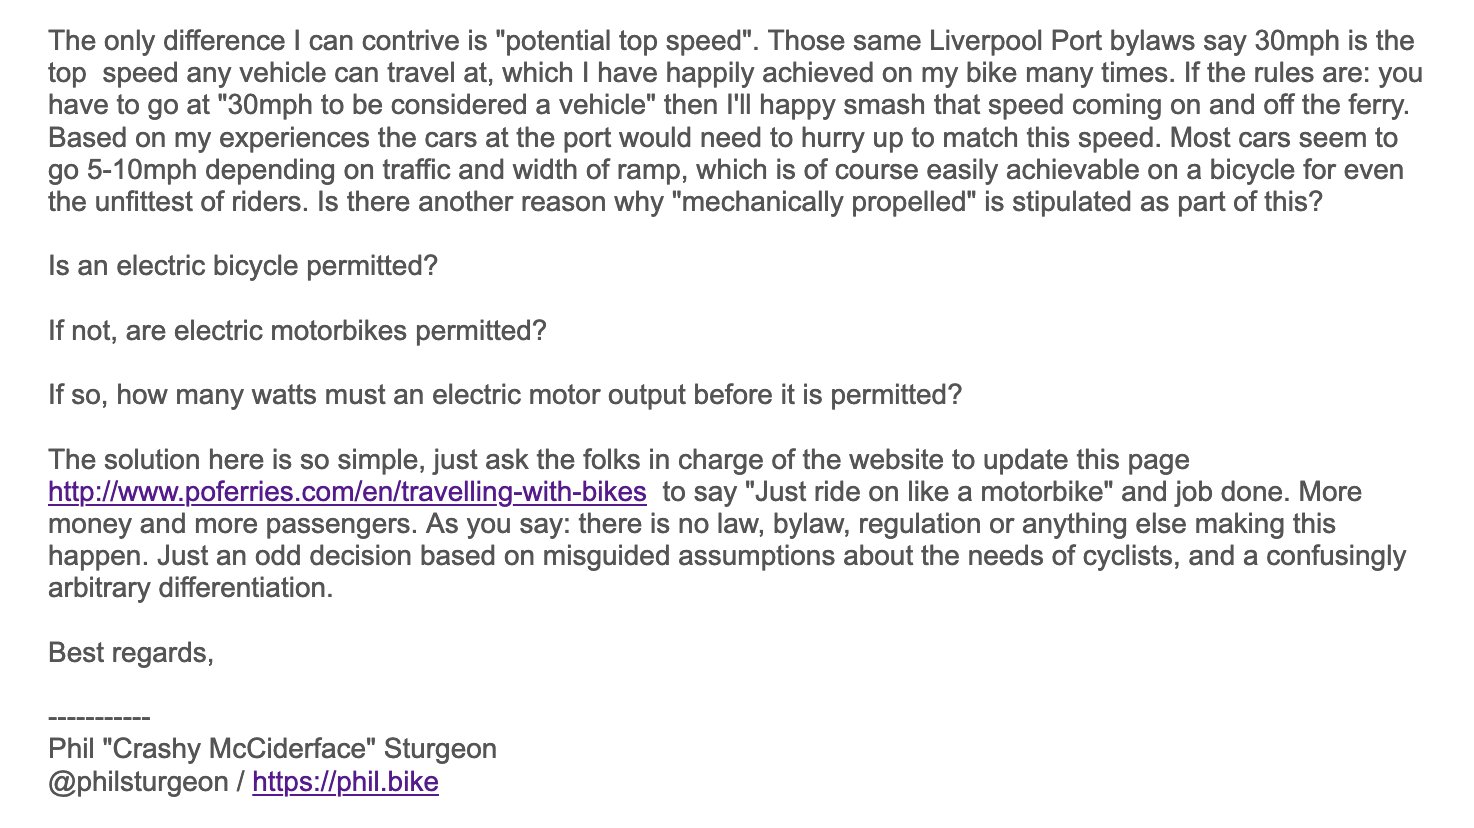 The only difference I can contrive is "potential top speed". Those same Liverpool Port bylaws say 30mph is the
top  speed any vehicle can travel at, which I have happily achieved on my bike many times. If the rules are: you
have to go at "30mph to be considered a vehicle" then I'll happy smash that speed coming on and off the ferry.
Based on my experiences the cars at the port would need to hurry up to match this speed. Most cars seem to
go 5-10mph depending on traffic and width of ramp, which is of course easily achievable on a bicycle for even
the unfittest of riders. Is there another reason why "mechanically propelled" is stipulated as part of this?
Is an electric bicycle permitted?
If not, are electric motorbikes permitted?
If so, how many watts must an electric motor output before it is permitted?
The solution here is so simple, just ask the folks in charge of the website to update this page
http://www.poferries.com/en/travelling-with-bikes  to say "Just ride on like a motorbike" and job done. More
money and more passengers. As you say: there is no law, bylaw, regulation or anything else making this
happen. Just an odd decision based on misguided assumptions about the needs of cyclists, and a confusingly
arbitrary differentiation.
Best regards,
-----------
Phil "Crashy McCiderface" Sturgeon
@philsturgeon / https://phil.bike